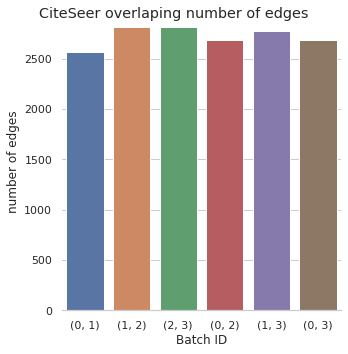 CiteSeer overlaping number of edges
number of edges
2500
2000
1500
1000
500
0
(0, 1) (1, 2) (2, 3) (0, 2) (1, 3) (0, 3)
Batch ID